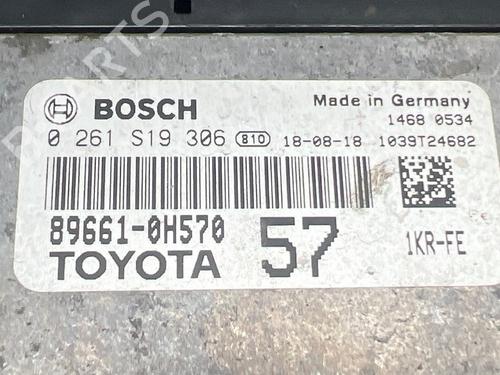 BOSCH
Made in Germany
1468 0534
0 261 S19 306 810 18-08-18 1039T24682
89661-0H570
TOYOTA
57
1KR-FE